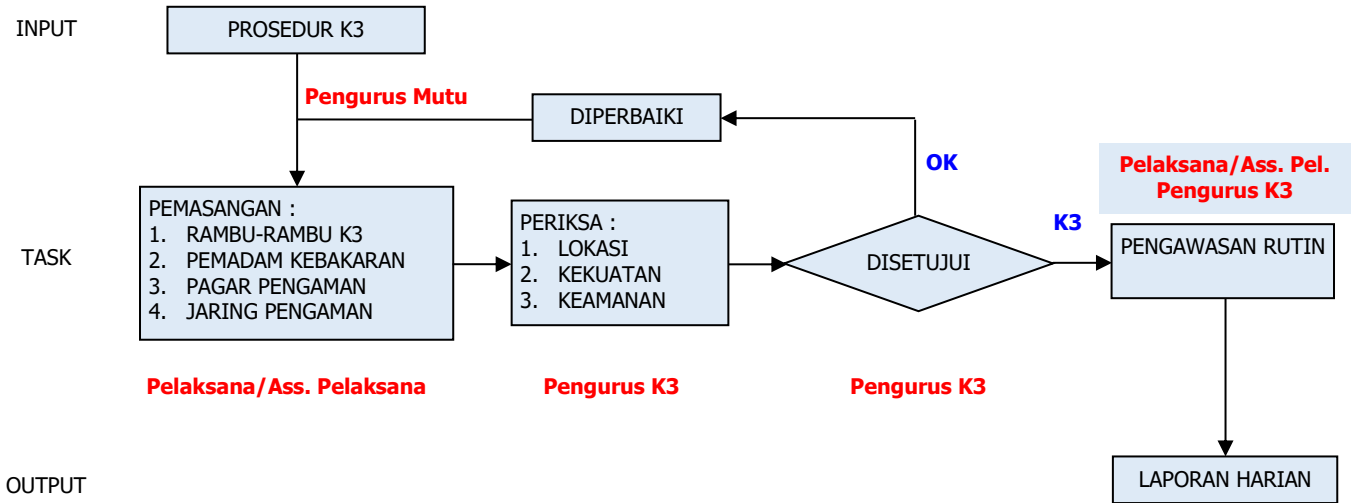 INPUT
PROSEDUR K3
Pengurus Mutu
DIPERBAIKI
OK
Pelaksana/Ass. Pel.
Pengurus K3
TASK
PEMASANGAN :
1. RAMBU-RAMBU K3
2. PEMADAM KEBAKARAN
3. PAGAR PENGAMAN
4. JARING PENGAMAN
PERIKSA :
1. LOKASI
2. KEKUATAN
3. KEAMANAN
DISETUJUI
K3
PENGAWASAN RUTIN
Pelaksana/Ass. Pelaksana
Pengurus K3
Pengurus K3
OUTPUT
LAPORAN HARIAN